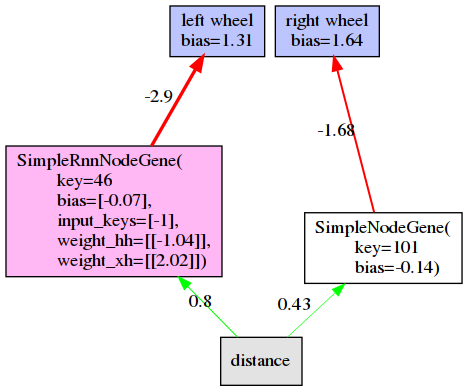 left wheel
bias=1.31
right wheel
bias=1.64
-2.9
-1.68
SimpleRnnNodeGene(
key=46
bias=[-0.07],
input_keys=[-1],
weight_hh=[[-1.04]],
weight_xh=[[2.02]])
SimpleNodeGene(
key=101
bias=-0.14)
0.8
0.43
distance